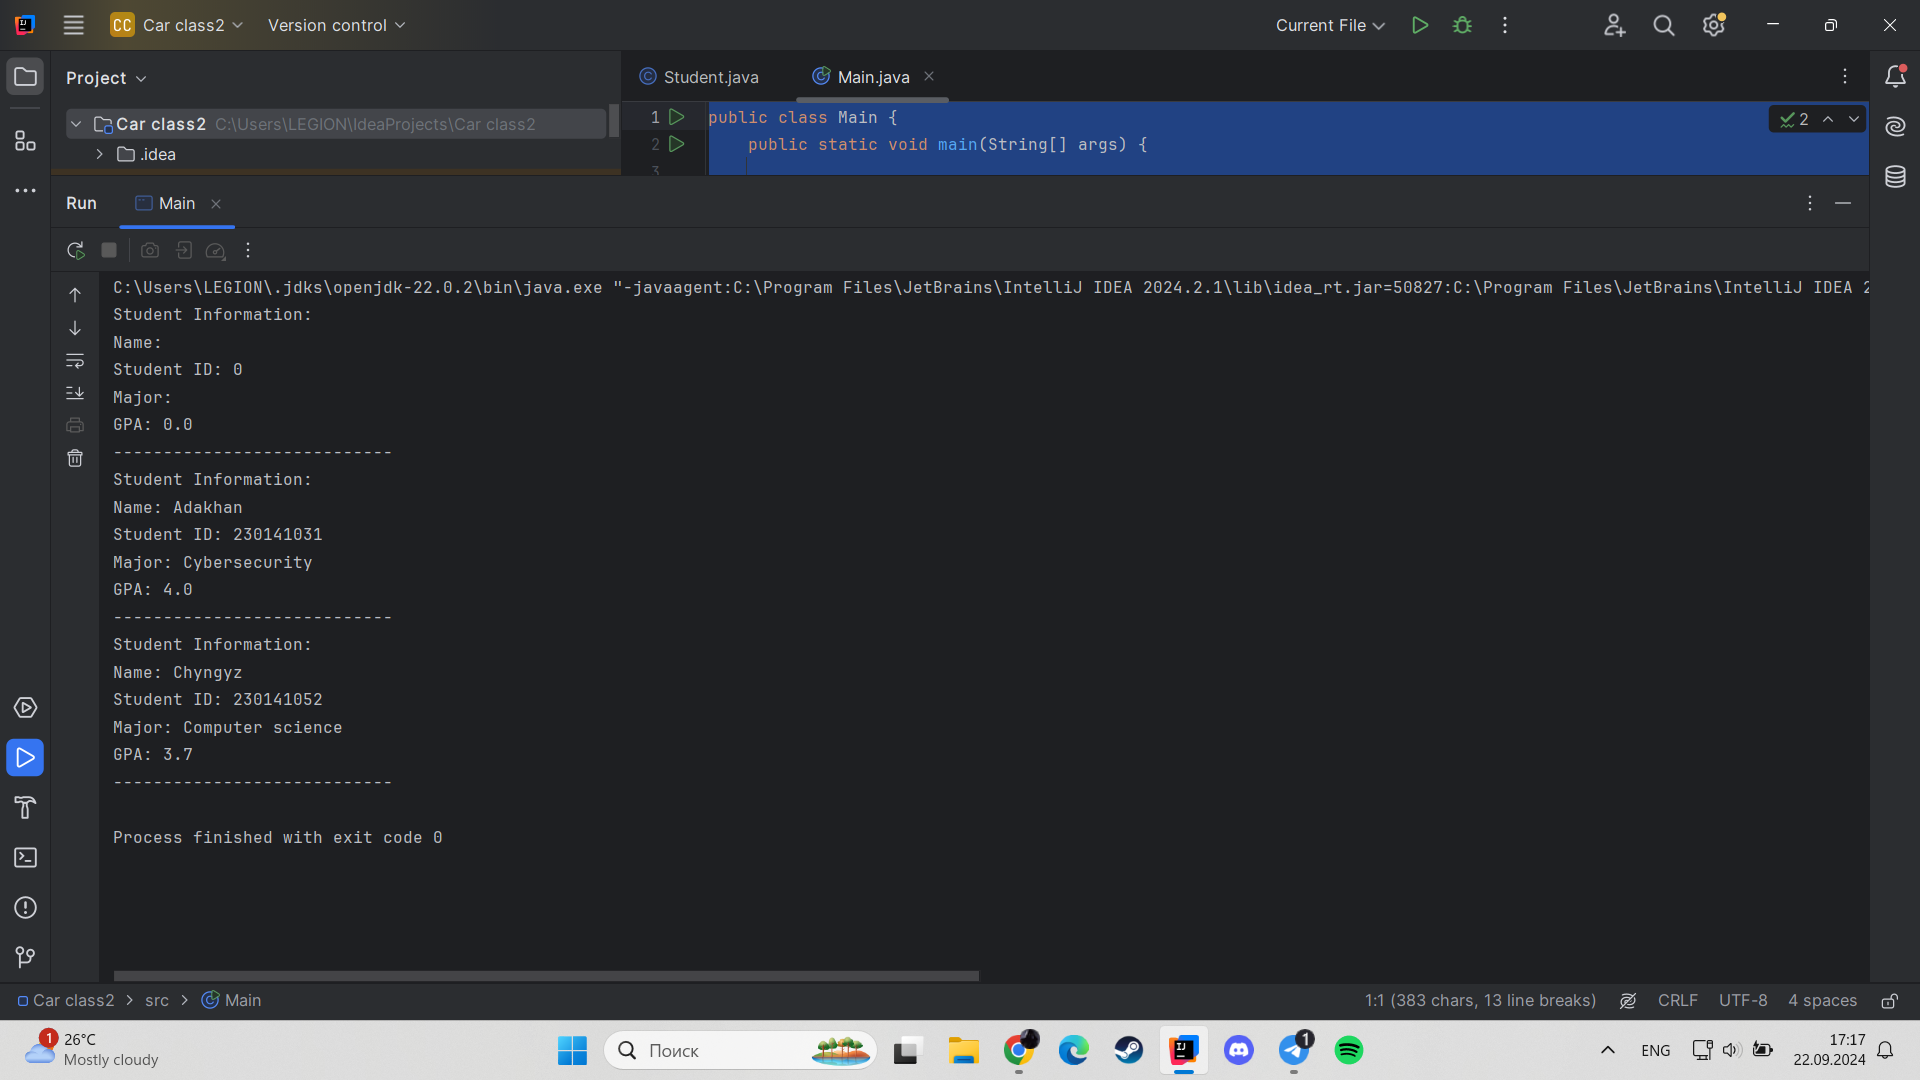 CC Car class2 Version control Current File
Project
Student.java Main.java
Car class2 C:\Users\LEGION\IdeaProjects\Car class2
.idea
1 public class Main {
2 public static void main(String[] args) {
3
2
Run Main
C:\Users\LEGION\.jdks\openjdk-22.0.2\bin\java.exe "-javaagent:C:\Program Files\JetBrains\IntelliJ IDEA 2024.2.1\lib\idea_rt.jar=50827:C:\Program Files\JetBrains\IntelliJ IDEA 2
Student Information:
Name:
Student ID: 0
Major:
GPA: 0.0
----------------------------
Student Information:
Name: Adakhan
Student ID: 230141031
Major: Cybersecurity
GPA: 4.0
----------------------------
Student Information:
Name: Chyngyz
Student ID: 230141052
Major: Computer science
GPA: 3.7
----------------------------
Process finished with exit code 0
Car class2 > src > Main
1:1 (383 chars, 13 line breaks) CRLF UTF-8 4 spaces
1 26°C
Mostly cloudy
Поиск
1
ENG
17:17
22.09.2024